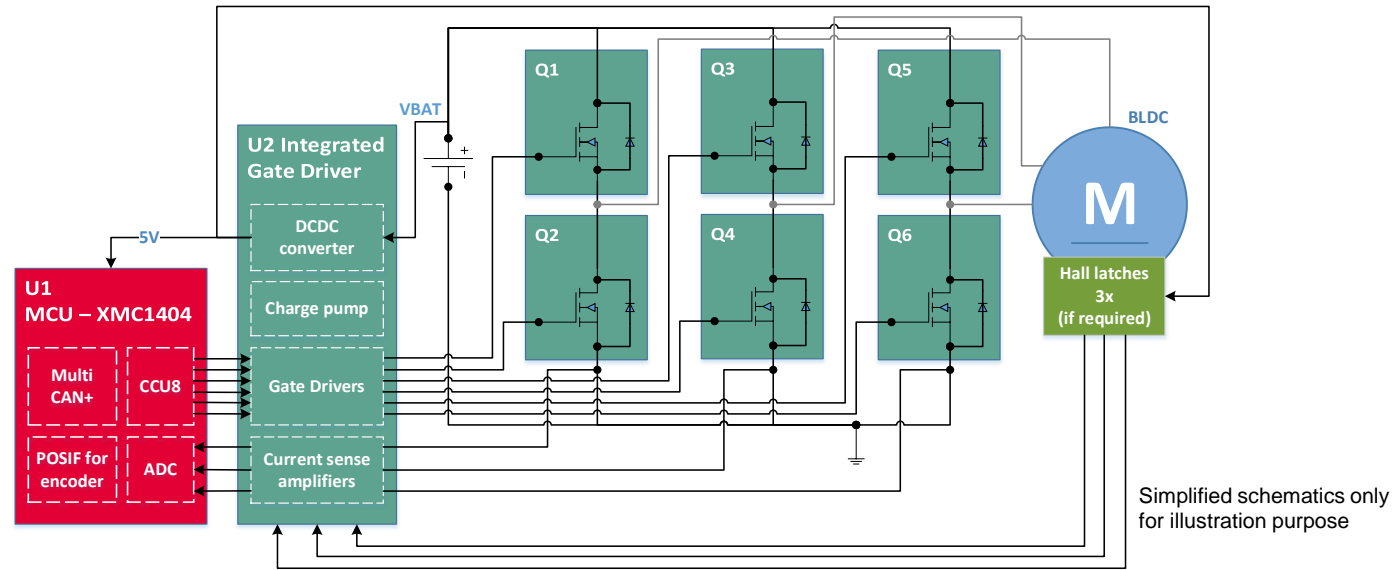 Q1
Q3
Q5
VBAT
BLDC
U2 Integrated
Gate Driver
+
M
DCDC
converter
5V
Q2
Q4
Q6
U1
MCU – XMC1404
Charge pump
Hall latches
3x
(if required)
Multi
CAN+
CCU8
Gate Drivers
POSIF for
encoder
ADC
Current sense
amplifiers
Simplified schematics only
for illustration purpose